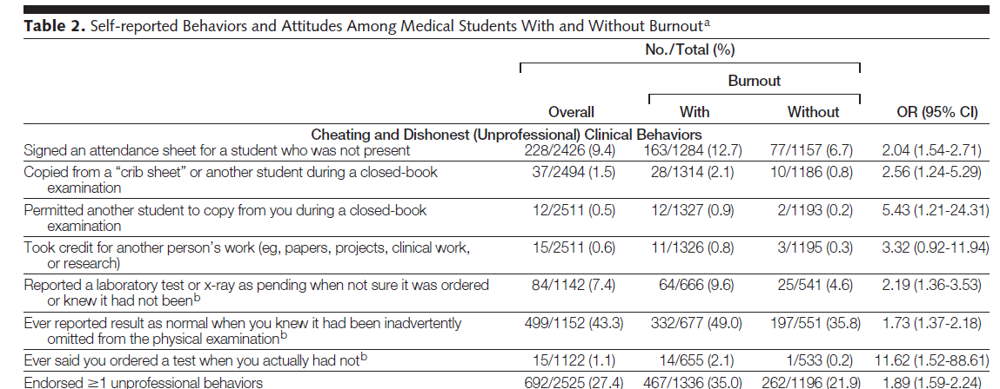 Table 2. Self-reported Behaviors and Attitudes Among Medical Students With and Without Burnout^a
No./Total (%)
Burnout
Overall With Without OR (95% CI)
Cheating and Dishonest (Unprofessional) Clinical Behaviors
Signed an attendance sheet for a student who was not present 228/2426 (9.4) 163/1284 (12.7) 77/1157 (6.7) 2.04 (1.54-2.71)
Copied from a “crib sheet” or another student during a closed-book 37/2494 (1.5) 28/1314 (2.1) 10/1186 (0.8) 2.56 (1.24-5.29)
examination
Permitted another student to copy from you during a closed-book 12/2511 (0.5) 12/1327 (0.9) 2/1193 (0.2) 5.43 (1.21-24.31)
examination
Took credit for another person’s work (eg, papers, projects, clinical work, 15/2511 (0.6) 11/1326 (0.8) 3/1195 (0.3) 3.32 (0.92-11.94)
or research)
Reported a laboratory test or x-ray as pending when not sure it was ordered 84/1142 (7.4) 64/666 (9.6) 25/541 (4.6) 2.19 (1.36-3.53)
or knew it had not been^b
Ever reported result as normal when you knew it had been inadvertently 499/1152 (43.3) 332/677 (49.0) 197/551 (35.8) 1.73 (1.37-2.18)
omitted from the physical examination^b
Ever said you ordered a test when you actually had not^b 15/1122 (1.1) 14/655 (2.1) 1/533 (0.2) 11.62 (1.52-88.61)
Endorsed ≥1 unprofessional behaviors 692/2525 (27.4) 467/1336 (35.0) 262/1196 (21.9) 1.89 (1.59-2.24)